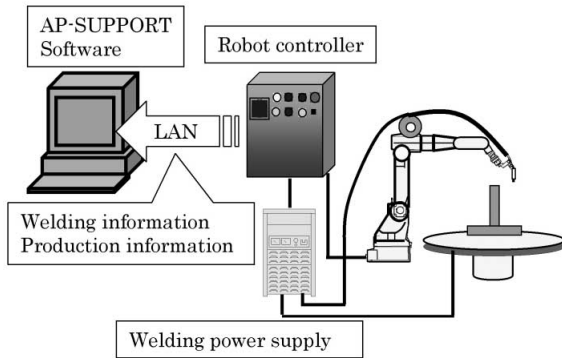 AP-SUPPORT
Software
Robot controller
LAN
Welding information
Production information
Welding power supply